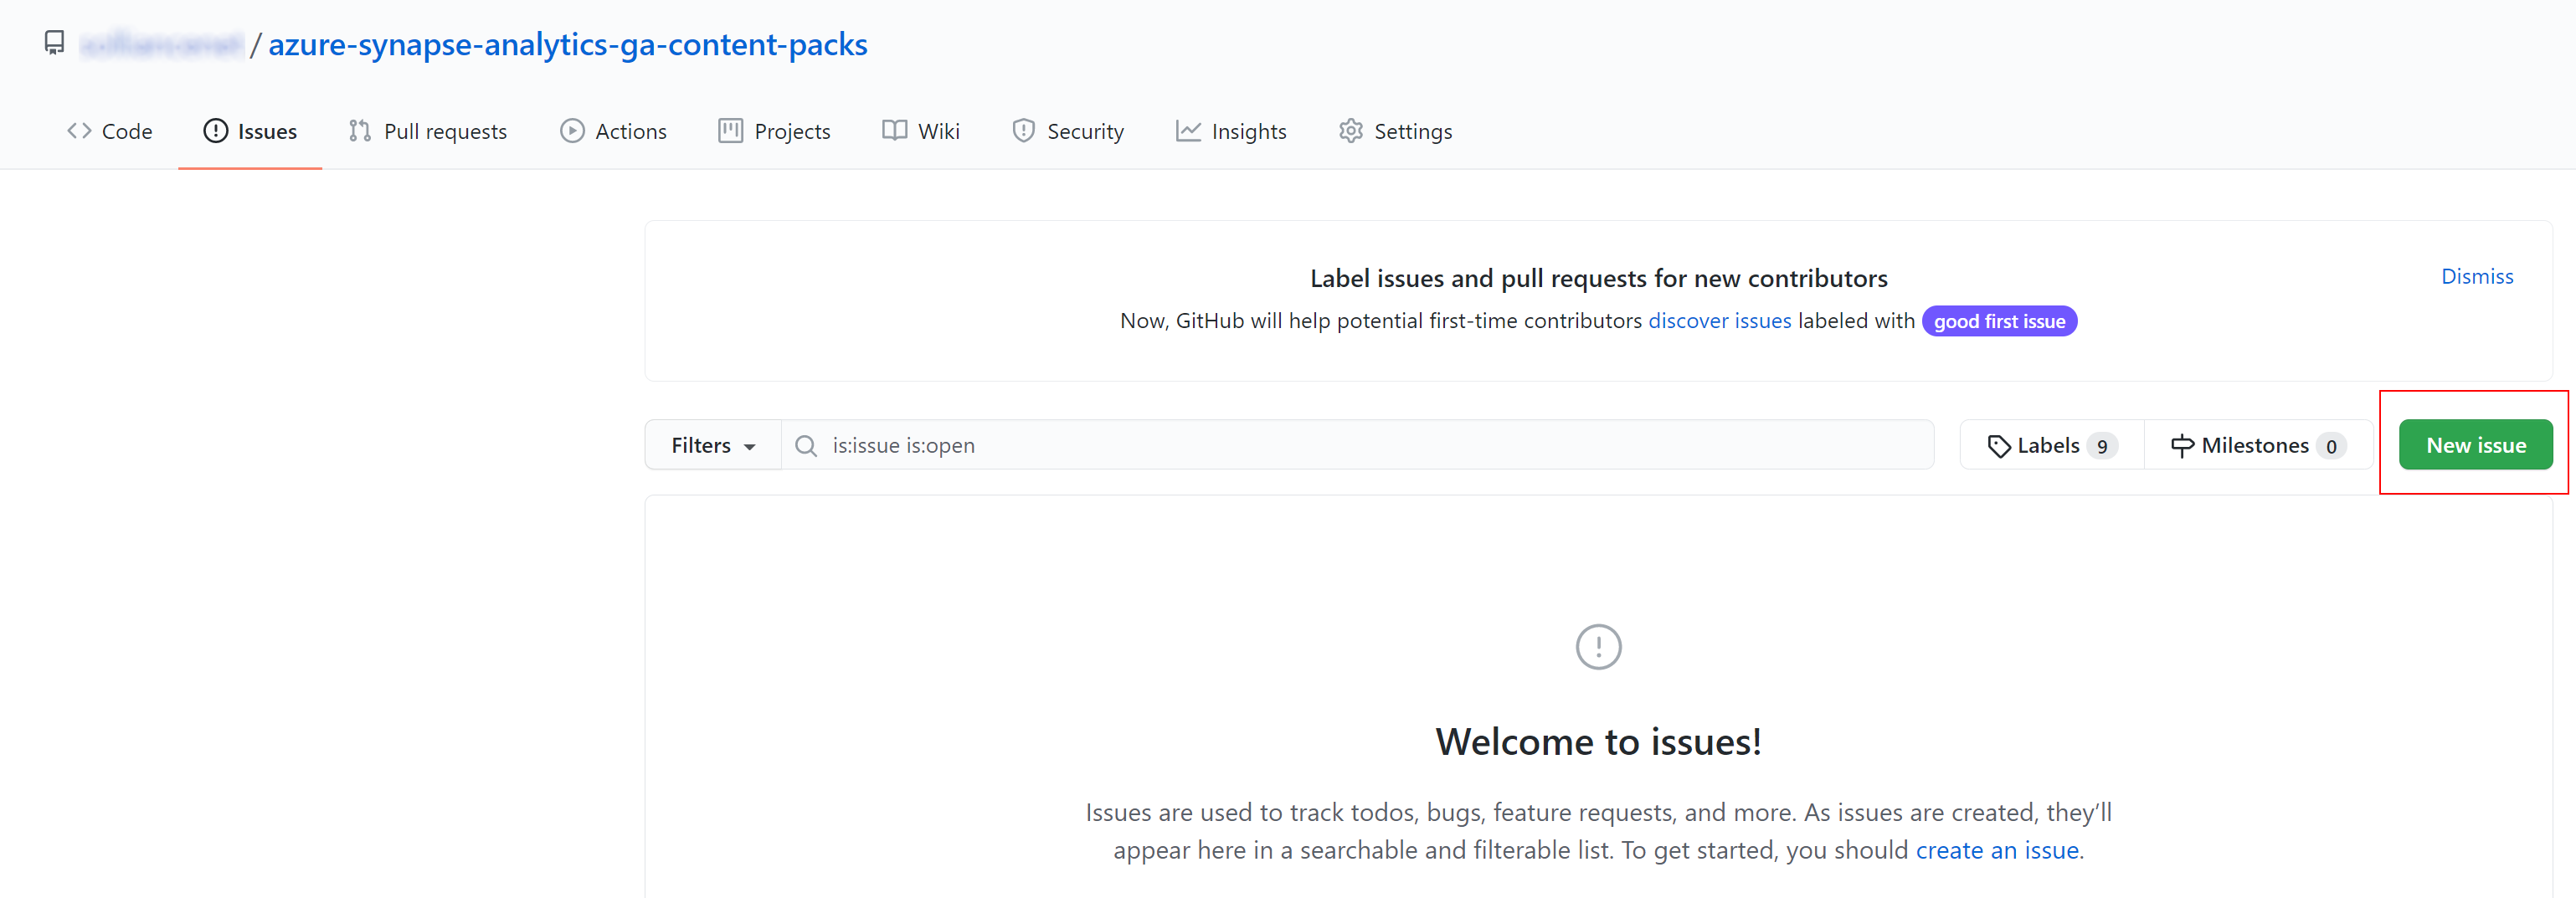 / azure-synapse-analytics-ga-content-packs
Code Issues Pull requests Actions Projects Wiki Security Insights Settings
Label issues and pull requests for new contributors
Dismiss
Now, GitHub will help potential first-time contributors discover issues labeled with good first issue
Filters is:issue is:open Labels 9 Milestones 0 New issue
Welcome to issues!
Issues are used to track todos, bugs, feature requests, and more. As issues are created, they’ll
appear here in a searchable and filterable list. To get started, you should create an issue.